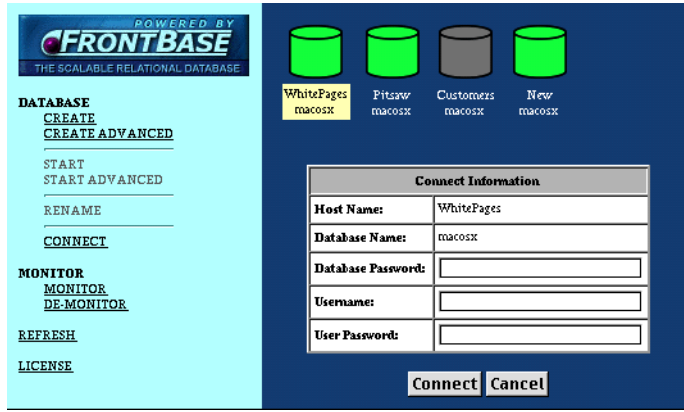 POWERED BY
FRONTBASE
THE SCALABLE RELATIONAL DATABASE
DATABASE
CREATE
CREATE ADVANCED
START
START ADVANCED
RENAME
CONNECT
MONITOR
MONITOR
DE-MONITOR
REFRESH
LICENSE
WhitePages Pitsaw Customers New
macosx macosx macosx macosx
Connect Information
Host Name: WhitePages
Database Name: macosx
Database Password:
Username:
User Password:
Connect Cancel